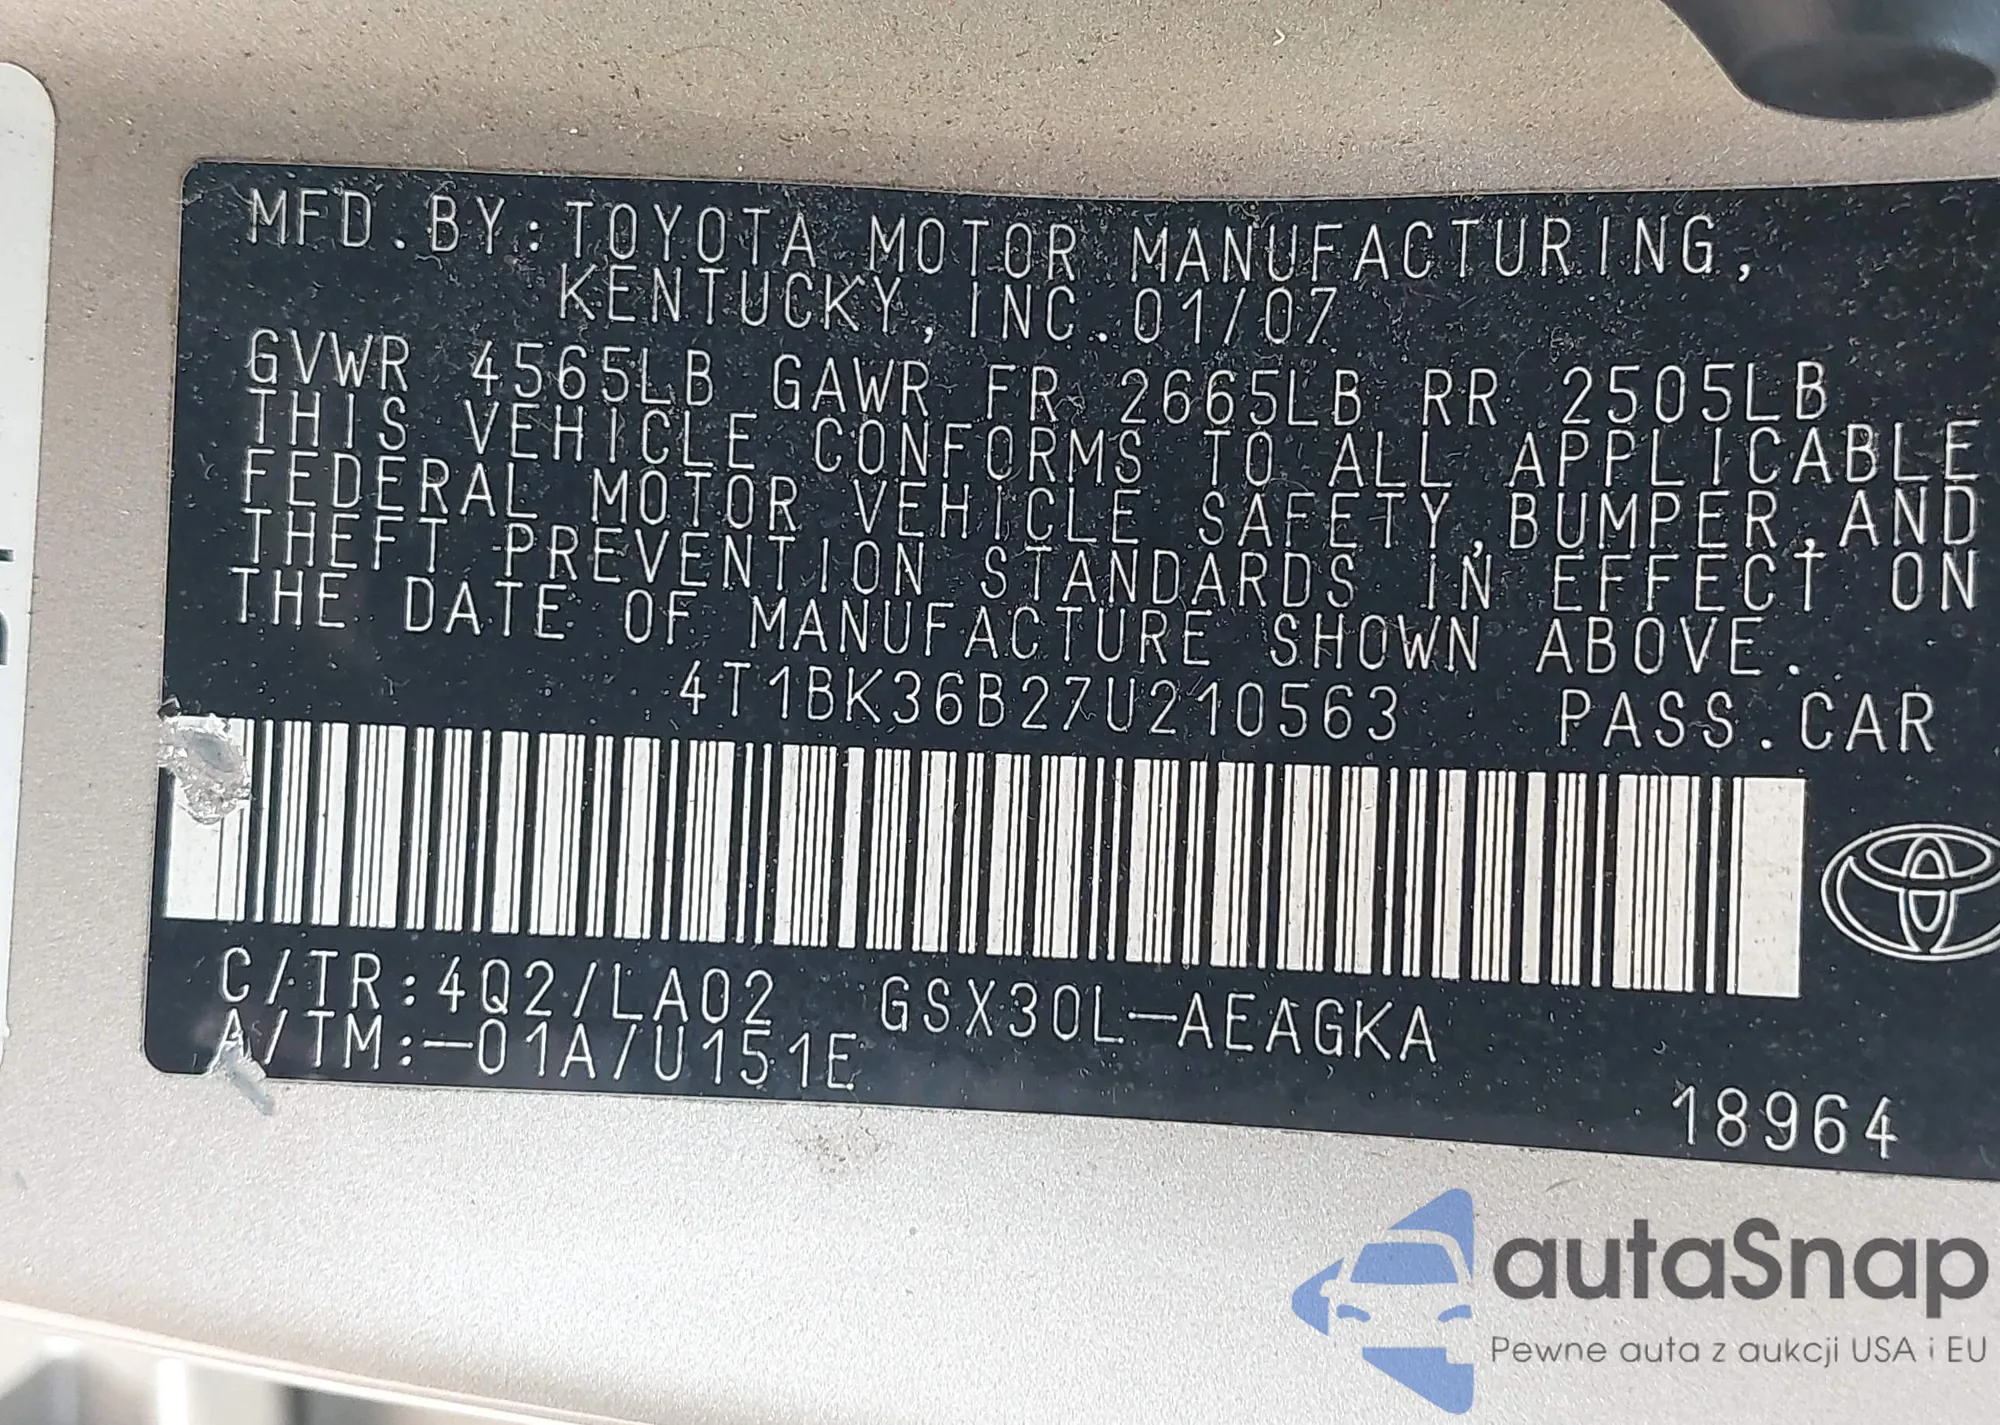 MFD.BY:TOYOTA MOTOR MANUFACTURING,
KENTUCKY, INC. 01/07
GVWR 4565LB GAWR FR 2665LB RR 2505LB
THIS VEHICLE CONFORMS TO ALL APPLICABLE
FEDERAL MOTOR VEHICLE SAFETY,BUMPER,AND
THEFT PREVENTION STANDARDS IN EFFECT ON
THE DATE OF MANUFACTURE SHOWN ABOVE.
4T1BK36B27U210563 PASS.CAR
C/TR:4Q2/LA02 GSX30L-AEAGKA
A/TM:-01A/U151E
18964
autaSnap
Pewne auta z aukcji USA i EU